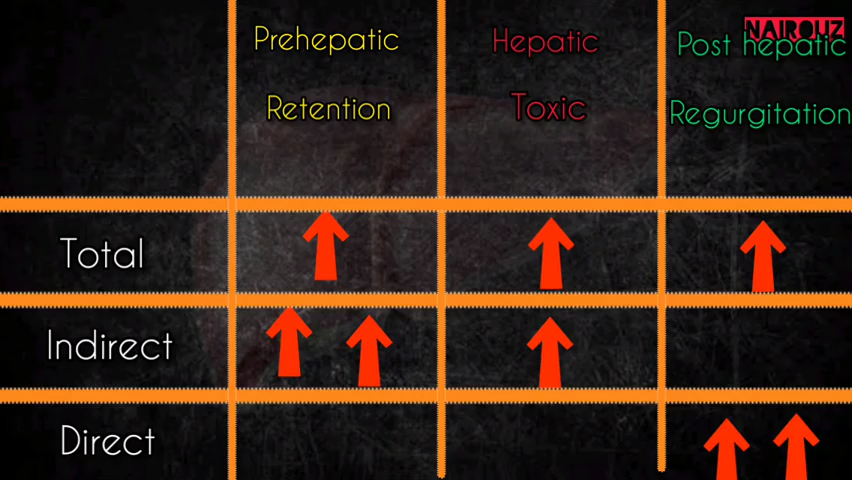 NAIROUZ
Prehepatic
Hepatic
Post hepatic
Retention
Toxic
Regurgitation
Total
Indirect
Direct